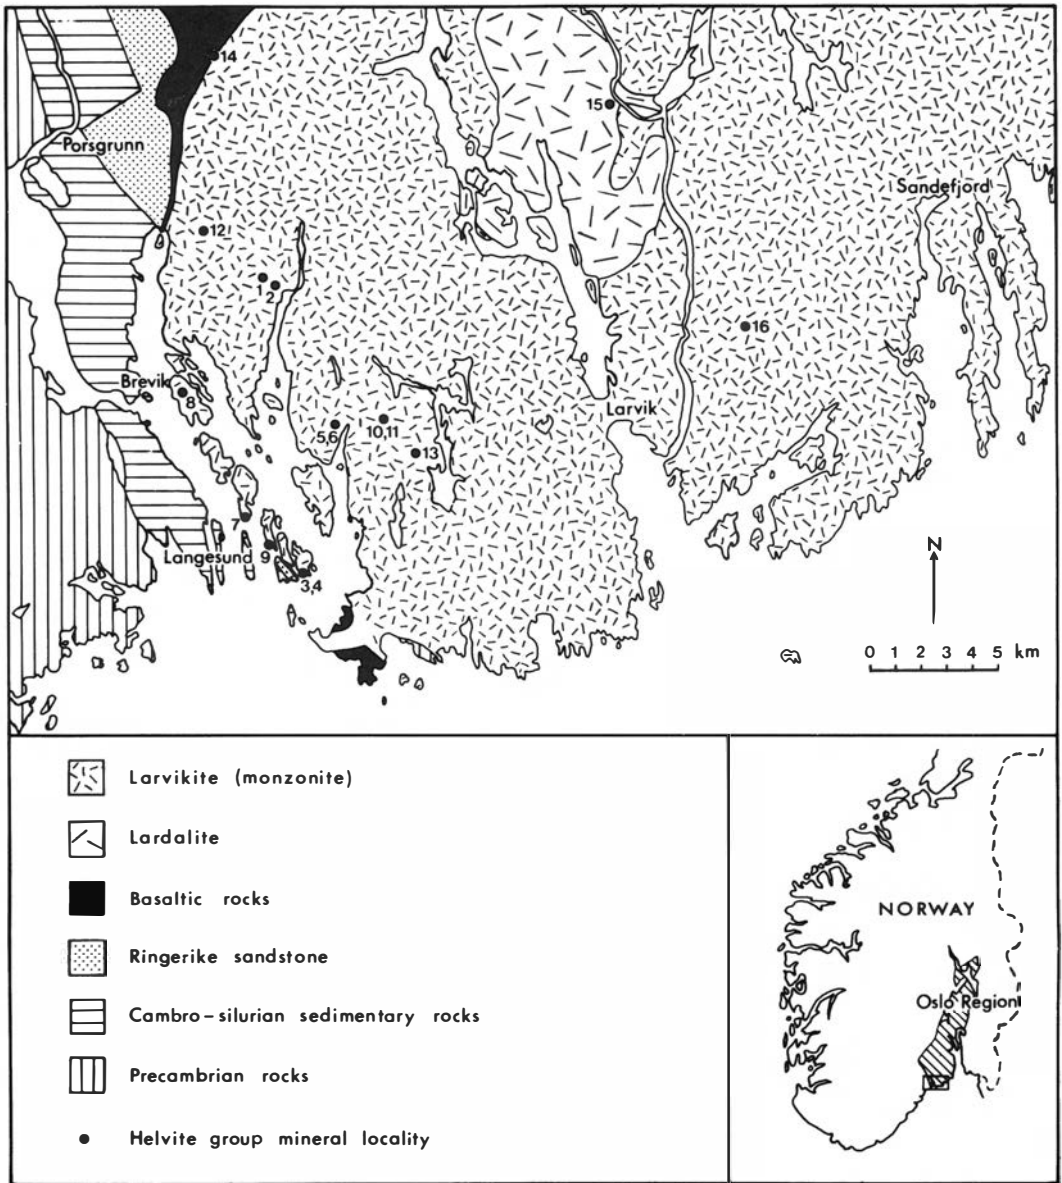 14
15
Porsgrunn
Sandefjord
12
1
2
16
Brevik
8
Larvik
5,6
10,11
13
7
Langesund
9
3,4
N
0 1 2 3 4 5 km
Larvikite (monzonite)
Lardalite
Basaltic rocks
Ringerike sandstone
Cambro-silurian sedimentary rocks
Precambrian rocks
Helvite group mineral locality
NORWAY
Oslo Region